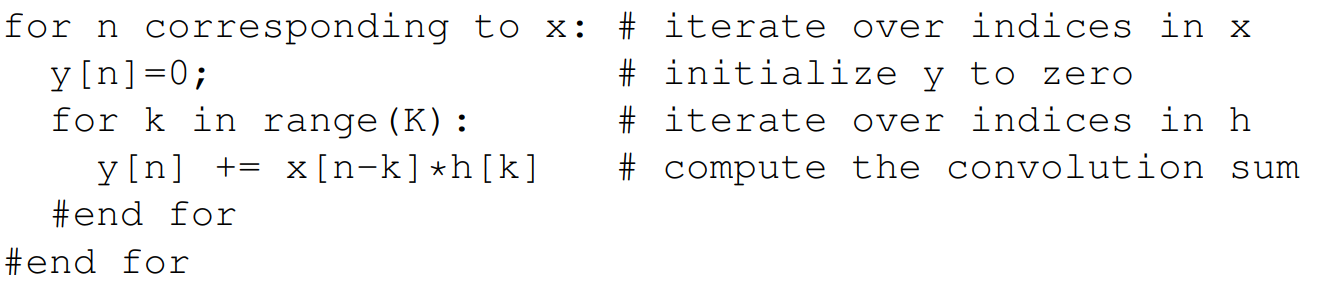 for n corresponding to x: # iterate over indices in x
  y[n]=0;                 # initialize y to zero
  for k in range(K):      # iterate over indices in h
    y[n] += x[n-k]*h[k]   # compute the convolution sum
  #end for
#end for